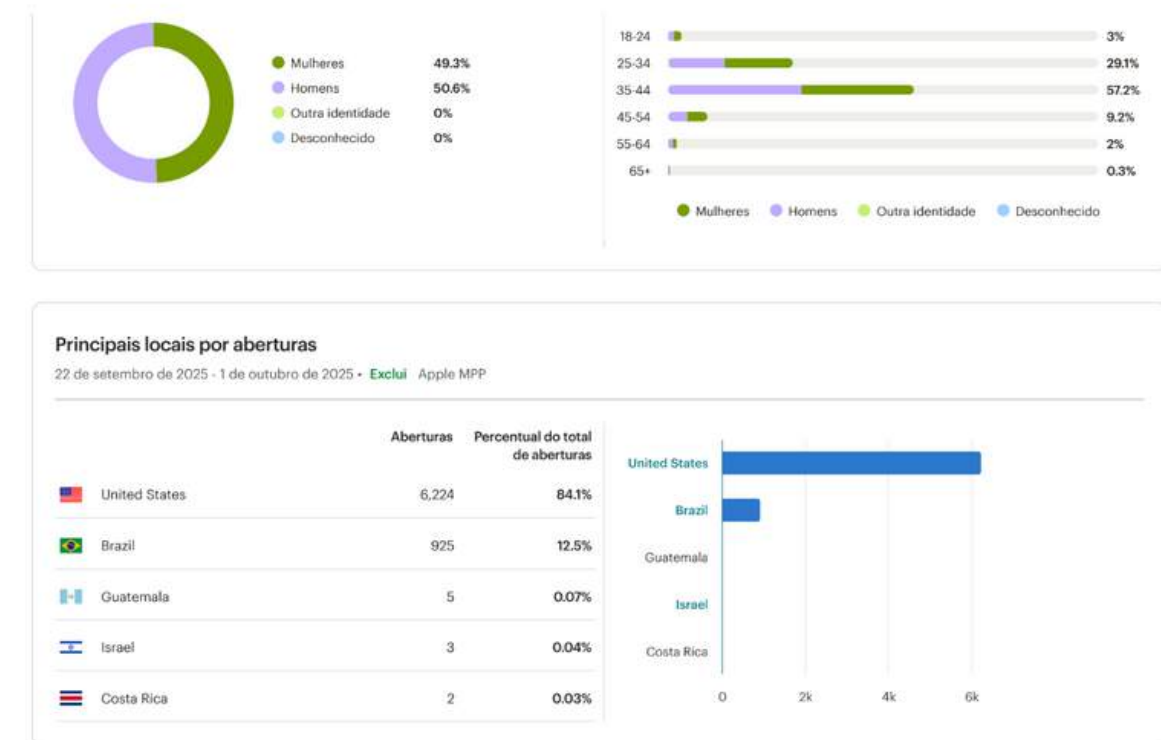 Mulheres 49.3%
Homens 50.6%
Outra identidade 0%
Desconhecido 0%
18-24 3%
25-34 29.1%
35-44 57.2%
45-54 9.2%
55-64 2%
65+ 0.3%
Mulheres Homens Outra identidade Desconhecido
Principais locais por aberturas
22 de setembro de 2025 - 1 de outubro de 2025 • Exclui Apple MPP
Aberturas Percentual do total
de aberturas
United States 6,224 84.1%
Brazil 925 12.5%
Guatemala 5 0.07%
Israel 3 0.04%
Costa Rica 2 0.03%
United States
Brazil
Guatemala
Israel
Costa Rica
0 2k 4k 6k